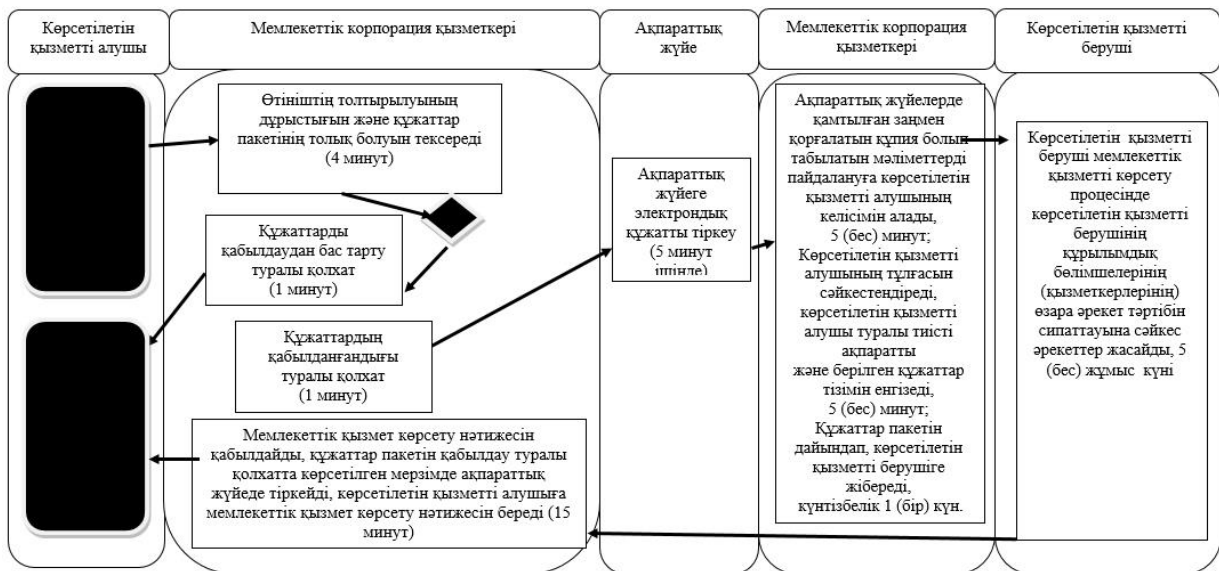 Көрсетілетін
қызметті алушы
Мемлекеттік корпорация қызметкері
Ақпараттық
жүйе
Мемлекеттік корпорация
қызметкері
Көрсетілетін қызметті
беруші
Өтініштің толтырылуының
дұрыстығын және құжаттар
пакетінің толық болуын тексереді
(4 минут)
Құжаттарды
қабылдаудан бас тарту
туралы қолхат
(1 минут)
Құжаттардың
қабылданғандығы
туралы қолхат
(1 минут)
Мемлекеттік қызмет көрсету нәтижесін
қабылдайды, құжаттар пакетін қабылдау туралы
қолхатта көрсетілген мерзімде ақпараттық
жүйеде тіркейді, көрсетілетін қызметті алушыға
мемлекеттік қызмет көрсету нәтижесін береді (15
минут)
Ақпараттық
жүйеге
электрондық
құжатты тіркеу
(5 минут
ішінде)
Ақпараттық жүйелерде
қамтылған заңмен
қорғалатын құпия болып
табылатын мәліметтерді
пайдалануға көрсетілетін
қызметті алушының
келісімін алады,
5 (бес) минут;
Көрсетілетін қызметті
алушының тұлғасын
сәйкестендіреді,
көрсетілетін қызметті
алушы туралы тиісті
ақпаратты
және берілген құжаттар
тізімін енгізеді,
5 (бес) минут;
Құжаттар пакетін
дайындап, көрсетілетін
қызметті берушіге
жібереді,
күнтізбелік 1 (бір) күн.
Көрсетілетін қызметті
беруші мемлекеттік
қызметті көрсету
процесінде
көрсетілетін қызметті
берушінің
құрылымдық
бөлімшелерінің
(қызметкерлерінің)
өзара әрекет тәртібін
сипаттауына сәйкес
әрекеттер жасайды, 5
(бес) жұмыс күні